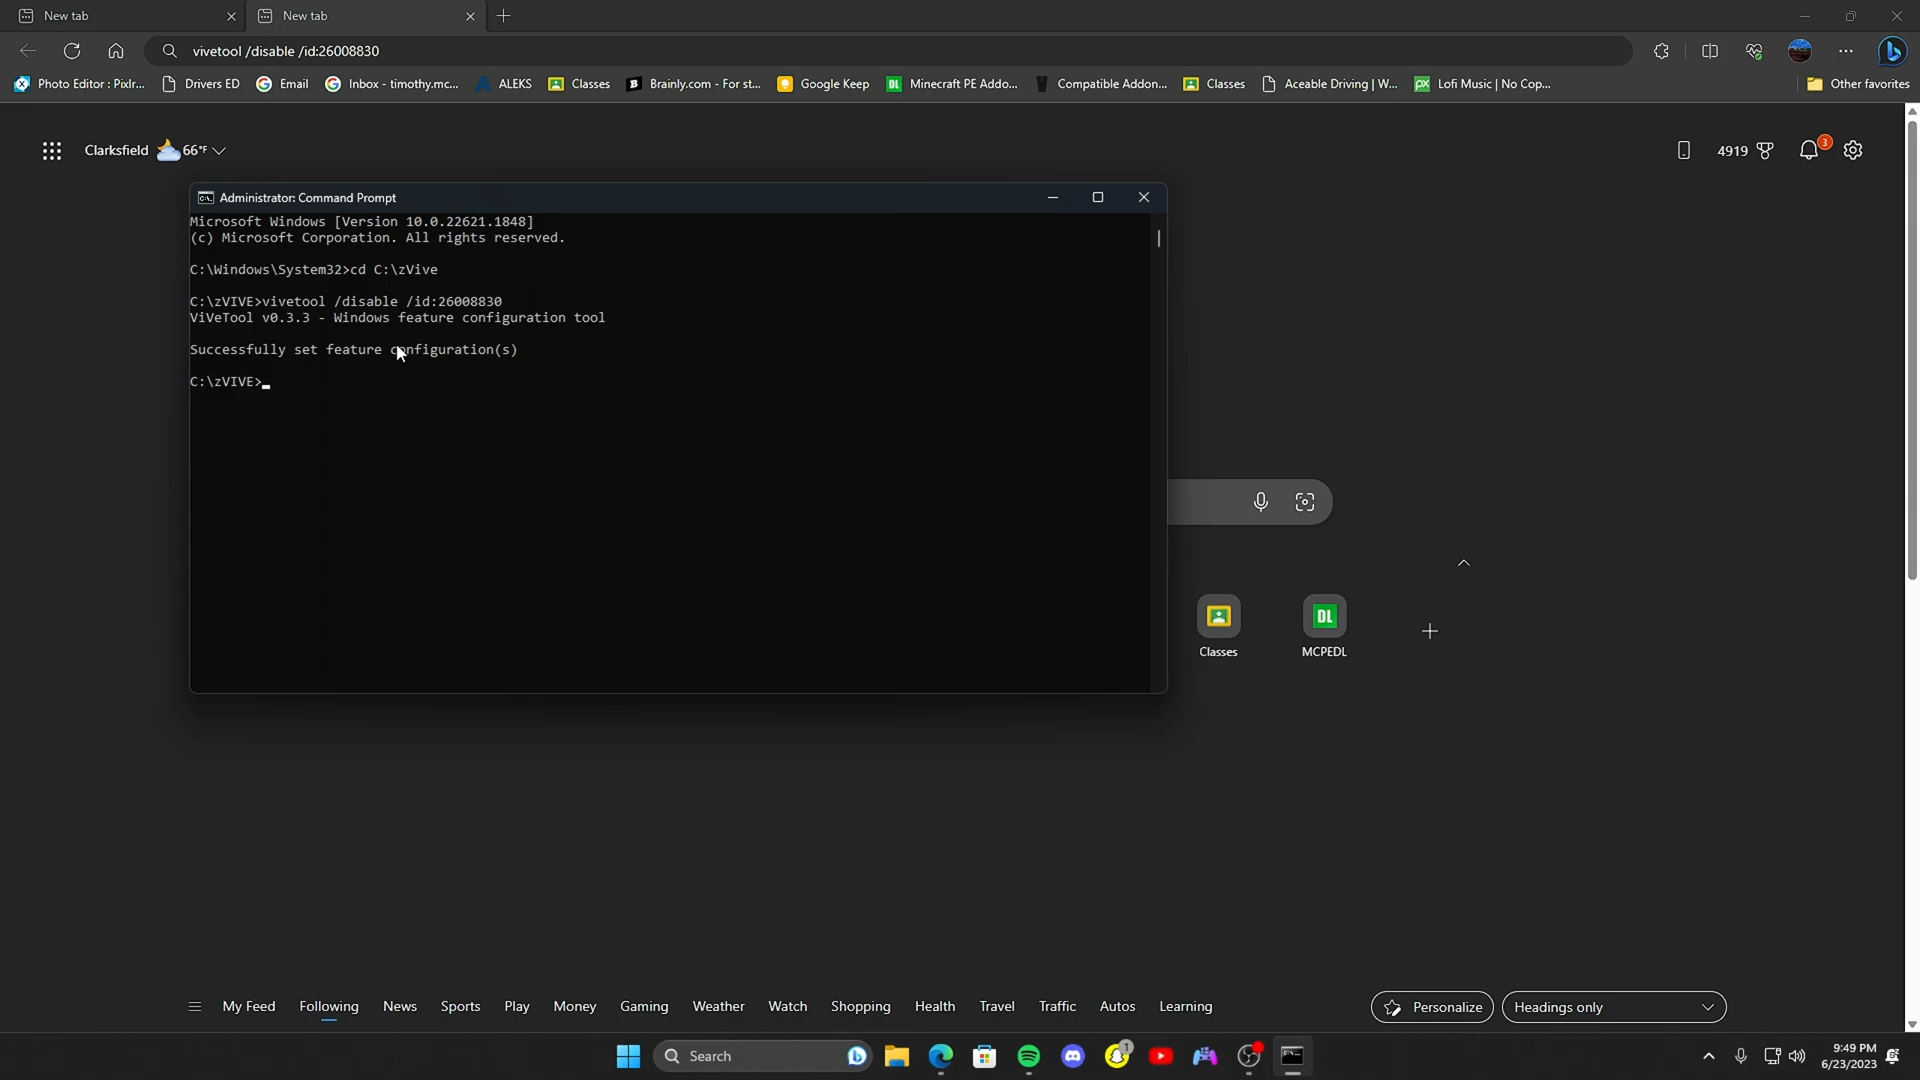 New tab
New tab
vivetool /disable /id:26008830
Photo Editor : Pixlr... Drivers ED Email Inbox - timothy.mc... ALEKS Classes Brainly.com - For st... Google Keep Minecraft PE Addo... Compatible Addon... Classes Aceable Driving | W... Lofi Music | No Cop... Other favorites
Clarksfield 66°F
4919
3
Administrator: Command Prompt
Microsoft Windows [Version 10.0.22621.1848]
(c) Microsoft Corporation. All rights reserved.
C:\Windows\System32>cd C:\zVive
C:\zVIVE>vivetool /disable /id:26008830
ViVeTool v0.3.3 - Windows feature configuration tool
Successfully set feature configuration(s)
C:\zVIVE>
DL
Classes MCPEDL
My Feed Following News Sports Play Money Gaming Weather Watch Shopping Health Travel Traffic Autos Learning Personalize Headings only
Search
1
9:49 PM
6/23/2023